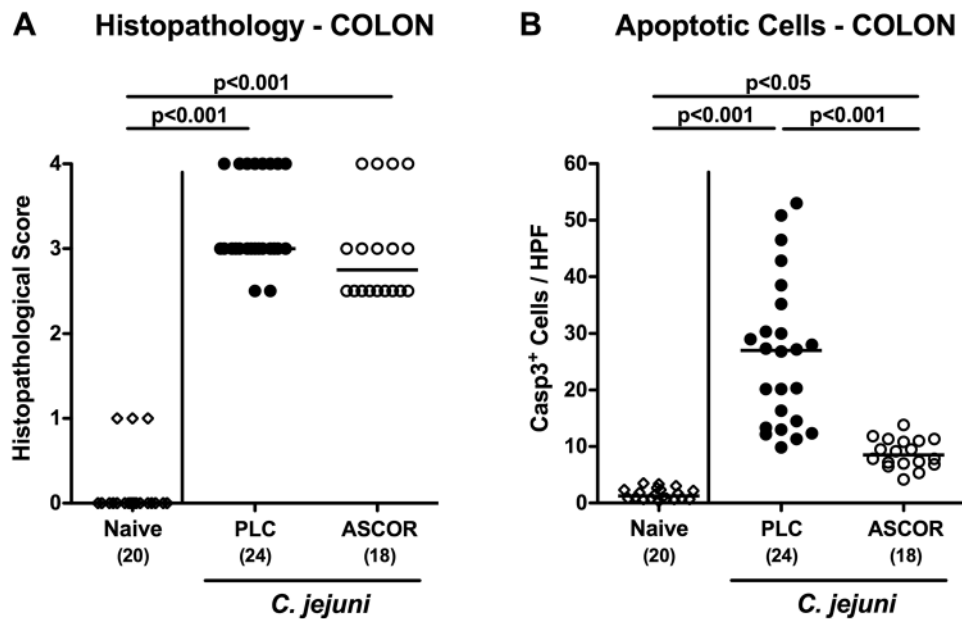 A Histopathology - COLON
p<0.001
p<0.001
Histopathological Score
4
3
2
1
0
Naive PLC ASCOR
(20) (24) (18)
C. jejuni
B Apoptotic Cells - COLON
p<0.05
p<0.001 p<0.001
Casp3⁺ Cells / HPF
60
50
40
30
20
10
0
Naive PLC ASCOR
(20) (24) (18)
C. jejuni